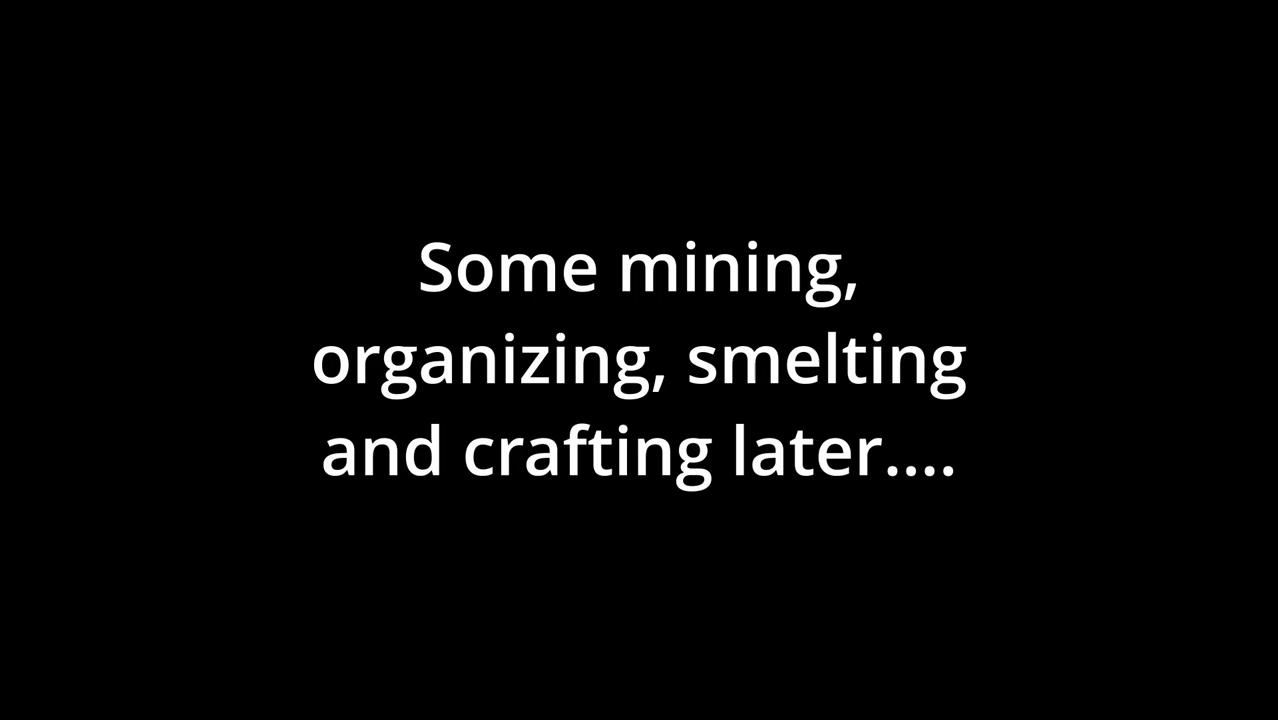 Some mining,
organizing, smelting
and crafting later....